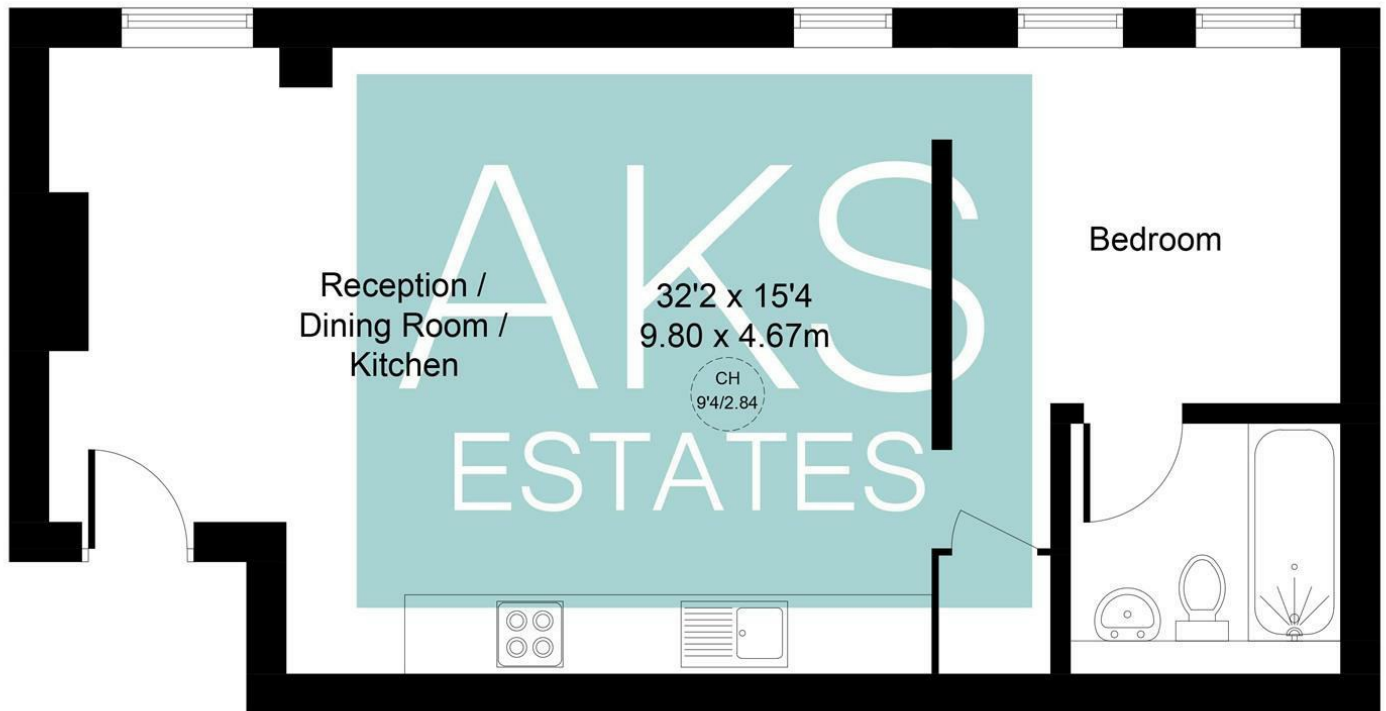 AKS
ESTATES
Reception /
Dining Room /
Kitchen
32'2 x 15'4
9.80 x 4.67m
CH
9'4/2.84
Bedroom